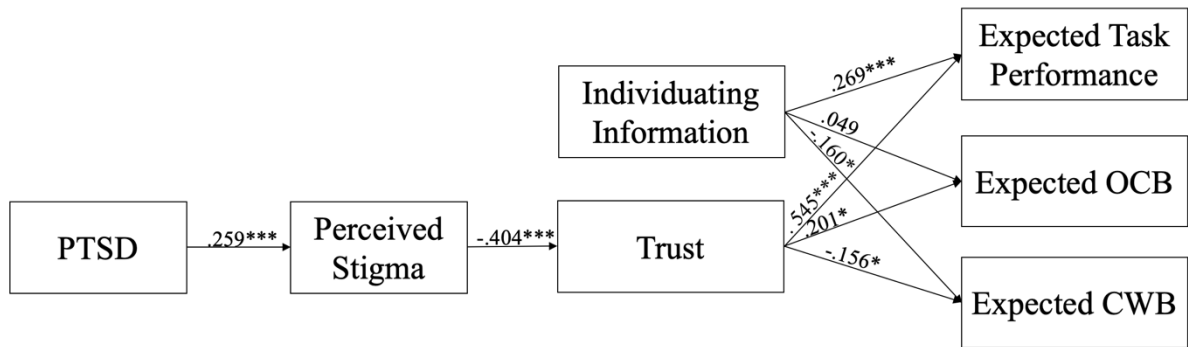 Expected Task
Performance
Individuating
Information
.269***
.049
-.160*
.545***
.201*
-.156*
Expected OCB
PTSD
.259***
Perceived
Stigma
-.404***
Trust
Expected CWB